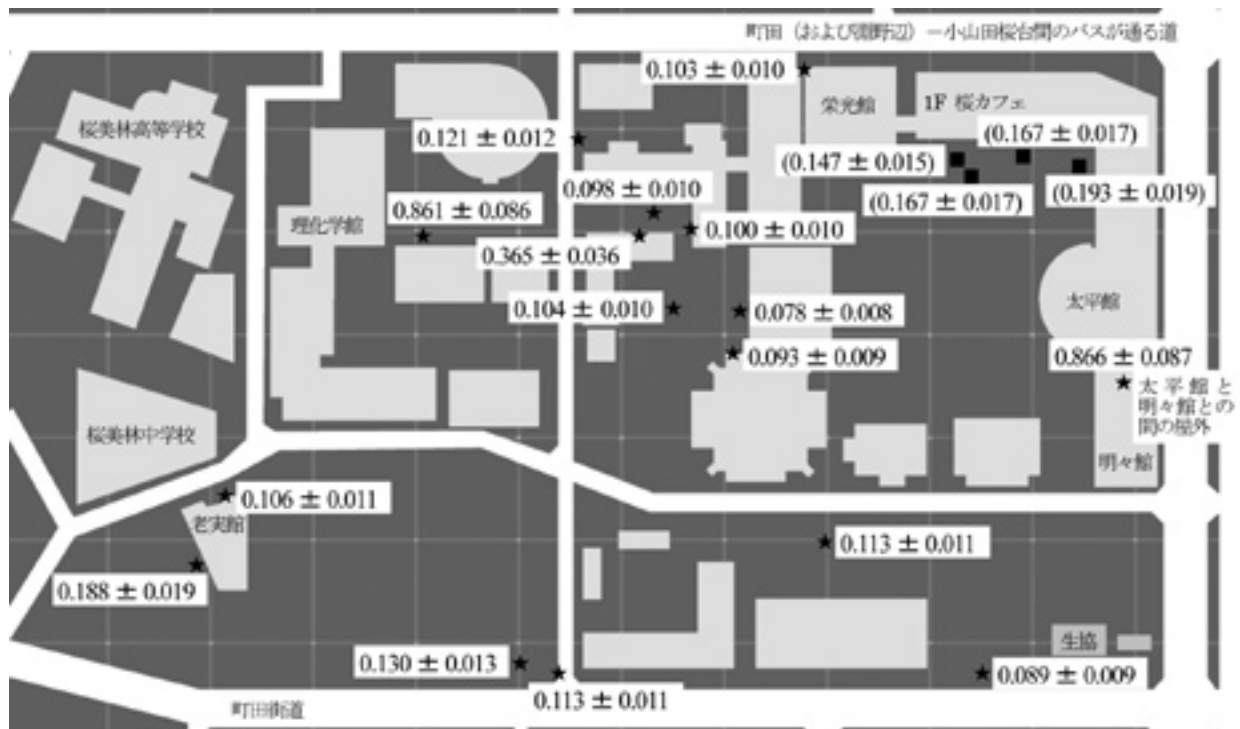 町田（および淵野辺）－小山田桜台間のバスが通る道
0.103 ± 0.010
栄光館
1F 桜カフェ
桜美林高等学校
0.121 ± 0.012
(0.167 ± 0.017)
(0.147 ± 0.015)
0.098 ± 0.010
(0.167 ± 0.017)
(0.193 ± 0.019)
0.861 ± 0.086
理化学館
0.100 ± 0.010
0.365 ± 0.036
0.104 ± 0.010
0.078 ± 0.008
太平館
0.093 ± 0.009
0.866 ± 0.087
太平館と
明々館との
間の屋外
桜美林中学校
明々館
0.106 ± 0.011
老実館
0.113 ± 0.011
0.188 ± 0.019
生協
0.130 ± 0.013
0.089 ± 0.009
0.113 ± 0.011
町田街道